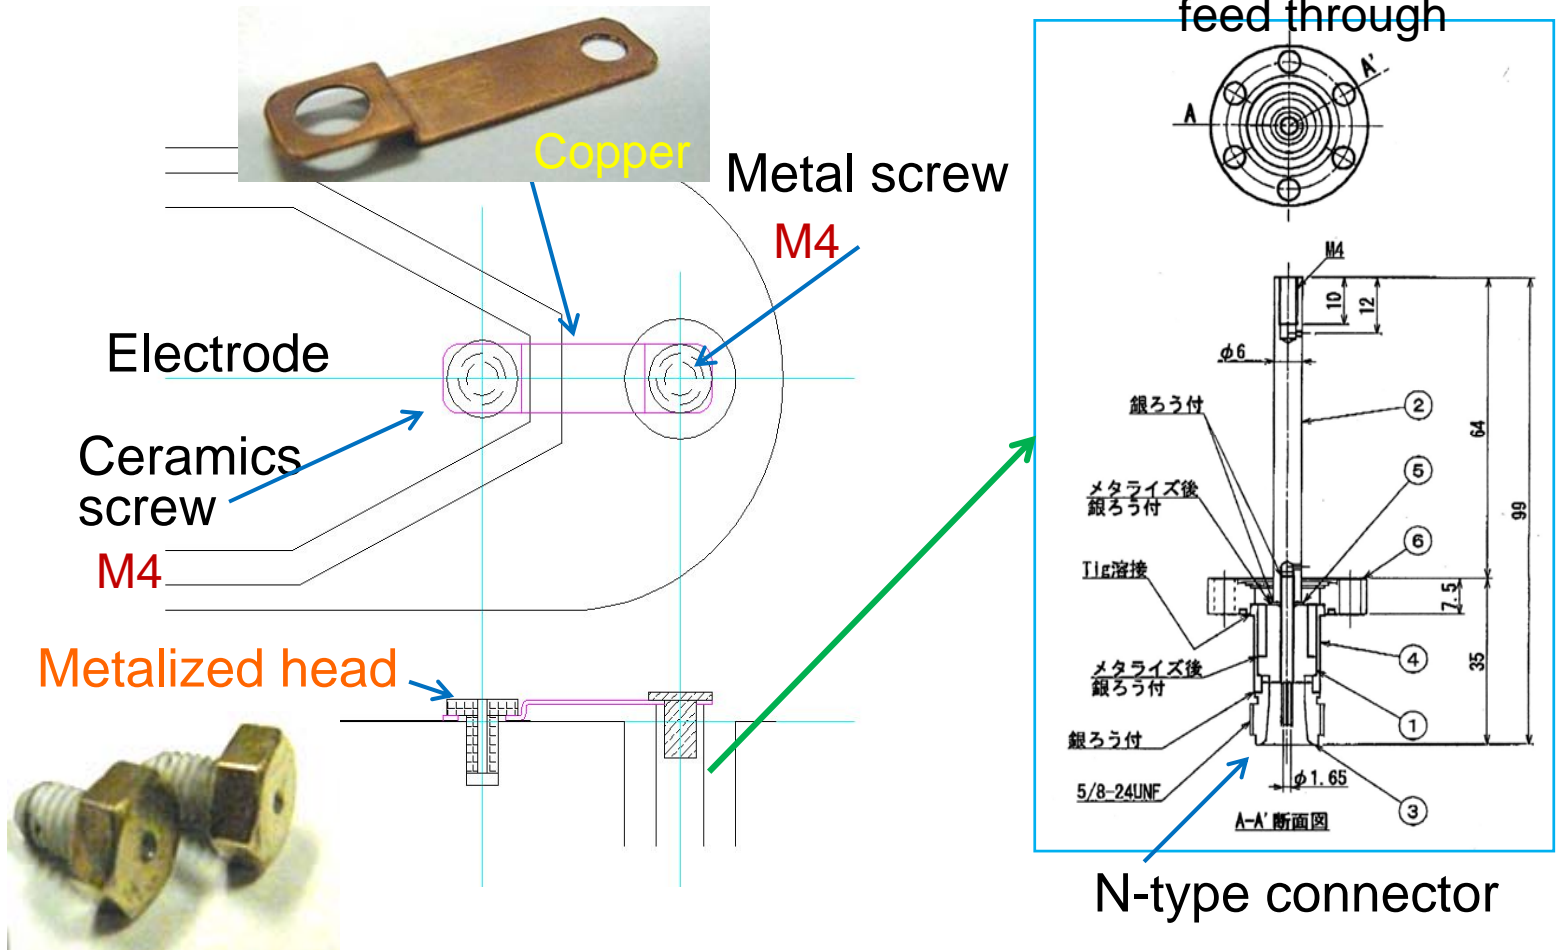 feed through
Copper
Metal screw
M4
Electrode
Ceramics
screw
M4
Metalized head
A
A'
M4
10
12
φ6
銀ろう付
②
64
メタライズ後
銀ろう付
⑤
99
Tig溶接
⑥
7.5
メタライズ後
銀ろう付
④
35
銀ろう付
①
5/8-24UNF
φ1.65
③
A-A' 断面図
N-type connector